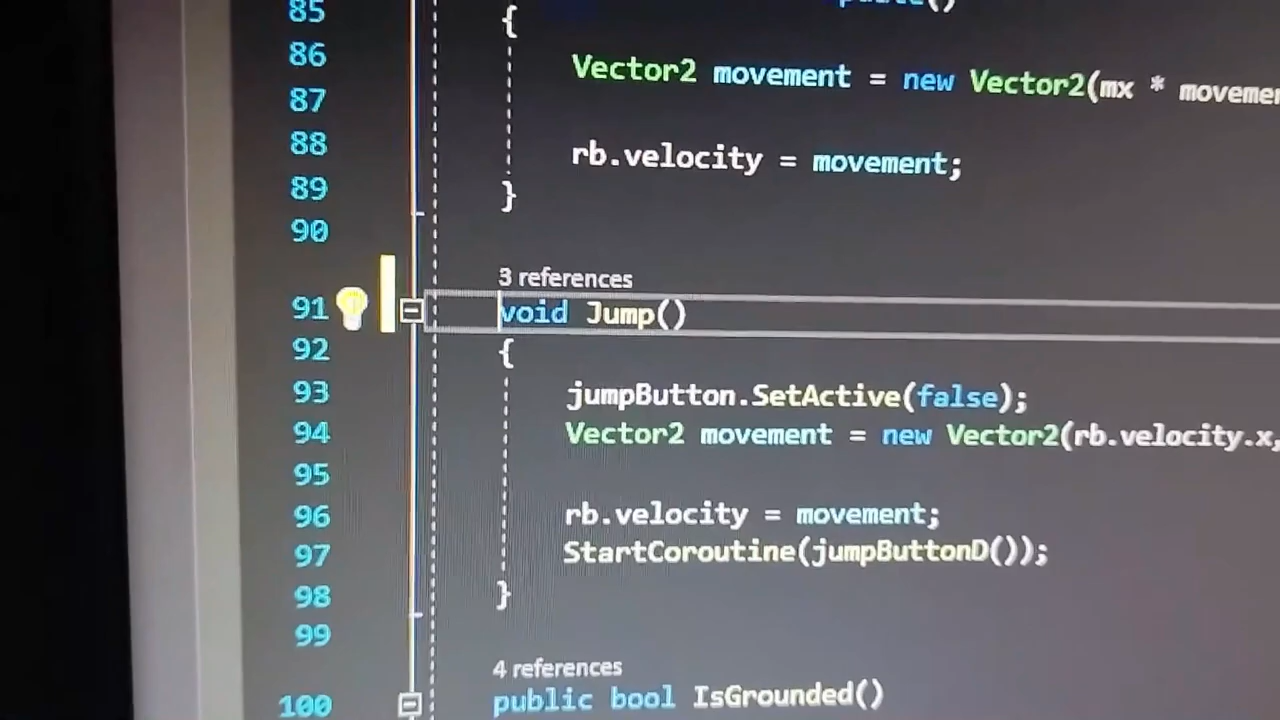 85 {
86 Vector2 movement = new Vector2(mx * movemen
87
88 rb.velocity = movement;
89 }
90
3 references
91 void Jump()
92 {
93 jumpButton.SetActive(false);
94 Vector2 movement = new Vector2(rb.velocity.x,
95
96 rb.velocity = movement;
97 StartCoroutine(jumpButtonD());
98 }
99
4 references
100 public bool IsGrounded()